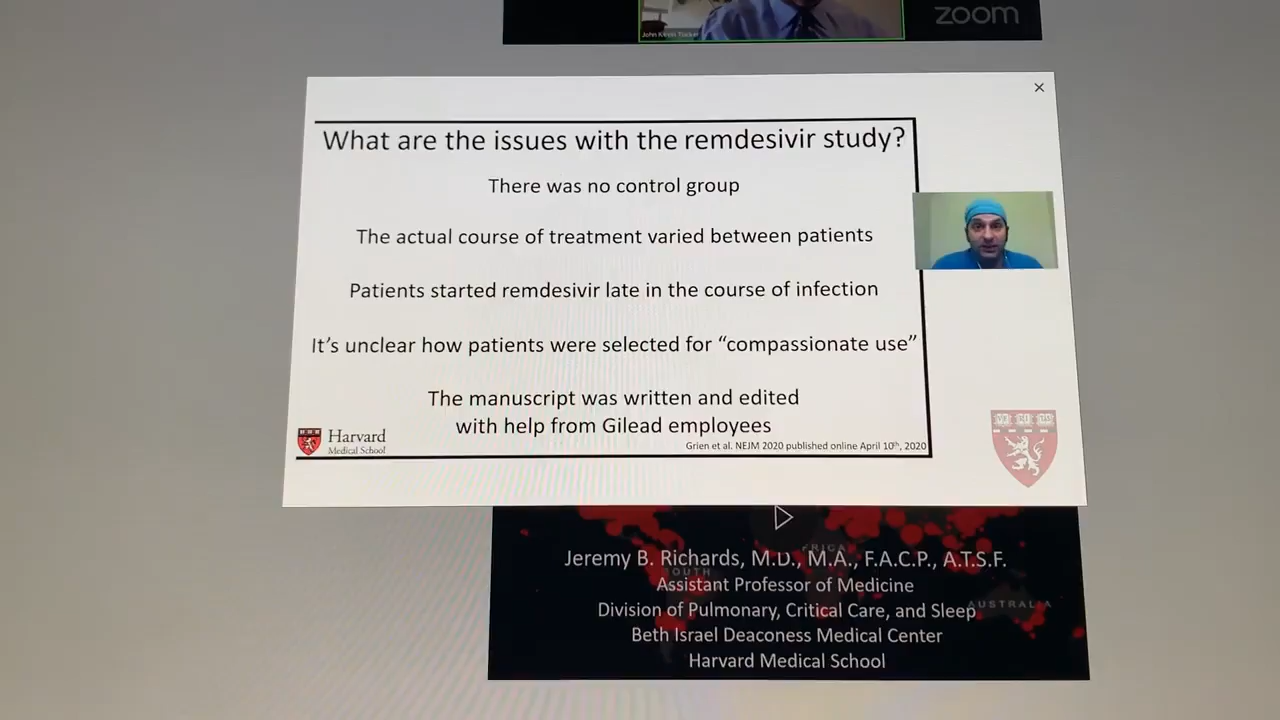 zoom
What are the issues with the remdesivir study?
There was no control group
The actual course of treatment varied between patients
Patients started remdesivir late in the course of infection
It's unclear how patients were selected for “compassionate use”
The manuscript was written and edited
with help from Gilead employees
Harvard
Medical School
Grien et al. NEJM 2020 published online April 10th, 2020
Jeremy B. Richards, M.D., M.A., F.A.C.P., A.T.S.F.
Assistant Professor of Medicine
Division of Pulmonary, Critical Care, and Sleep
Beth Israel Deaconess Medical Center
Harvard Medical School
SOUTH
AUSTRALIA